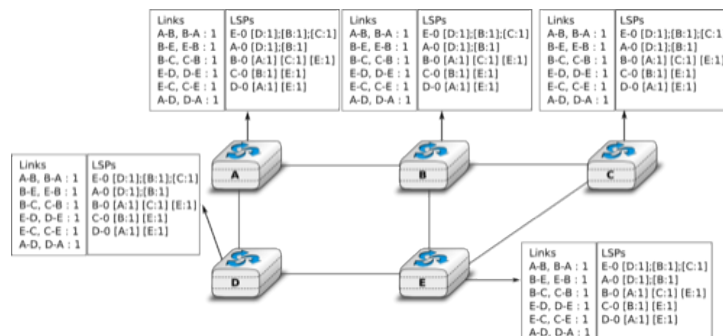 Links LSPs
A-B, B-A : 1 E-0 [D:1];[B:1];[C:1]
B-E, E-B : 1 A-0 [D:1];[B:1]
B-C, C-B : 1 B-0 [A:1] [C:1] [E:1]
E-D, D-E : 1 C-0 [B:1] [E:1]
E-C, C-E : 1 D-0 [A:1] [E:1]
A-D, D-A : 1
Links LSPs
A-B, B-A : 1 E-0 [D:1];[B:1];[C:1]
B-E, E-B : 1 A-0 [D:1];[B:1]
B-C, C-B : 1 B-0 [A:1] [C:1] [E:1]
E-D, D-E : 1 C-0 [B:1] [E:1]
E-C, C-E : 1 D-0 [A:1] [E:1]
A-D, D-A : 1
Links LSPs
A-B, B-A : 1 E-0 [D:1];[B:1];[C:1]
B-E, E-B : 1 A-0 [D:1];[B:1]
B-C, C-B : 1 B-0 [A:1] [C:1] [E:1]
E-D, D-E : 1 C-0 [B:1] [E:1]
E-C, C-E : 1 D-0 [A:1] [E:1]
A-D, D-A : 1
A
B
C
Links LSPs
A-B, B-A : 1 E-0 [D:1];[B:1];[C:1]
B-E, E-B : 1 A-0 [D:1];[B:1]
B-C, C-B : 1 B-0 [A:1] [C:1] [E:1]
E-D, D-E : 1 C-0 [B:1] [E:1]
E-C, C-E : 1 D-0 [A:1] [E:1]
A-D, D-A : 1
D
E
Links LSPs
A-B, B-A : 1 E-0 [D:1];[B:1];[C:1]
B-E, E-B : 1 A-0 [D:1];[B:1]
B-C, C-B : 1 B-0 [A:1] [C:1] [E:1]
E-D, D-E : 1 C-0 [B:1] [E:1]
E-C, C-E : 1 D-0 [A:1] [E:1]
A-D, D-A : 1